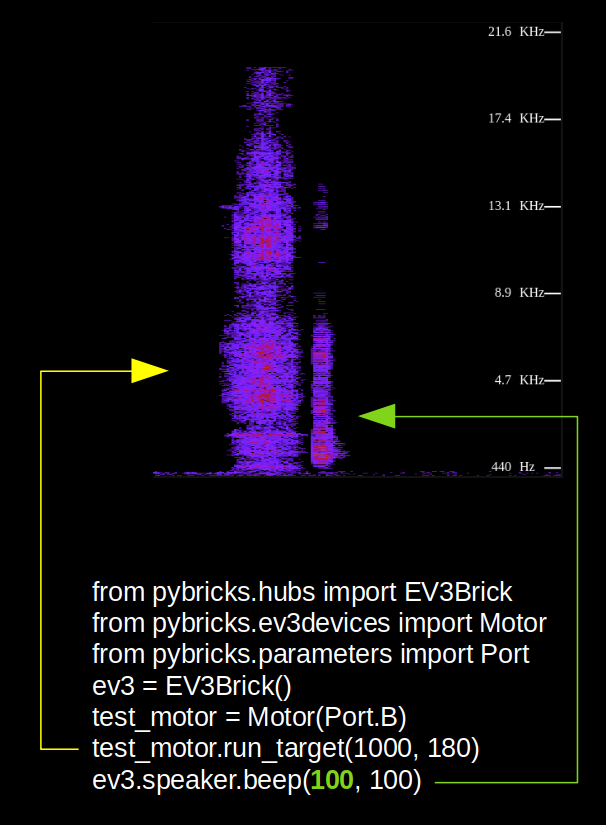 21.6 KHz
17.4 KHz
13.1 KHz
8.9 KHz
4.7 KHz
440 Hz
from pybricks.hubs import EV3Brick
from pybricks.ev3devices import Motor
from pybricks.parameters import Port
ev3 = EV3Brick()
test_motor = Motor(Port.B)
test_motor.run_target(1000, 180)
ev3.speaker.beep(100, 100)